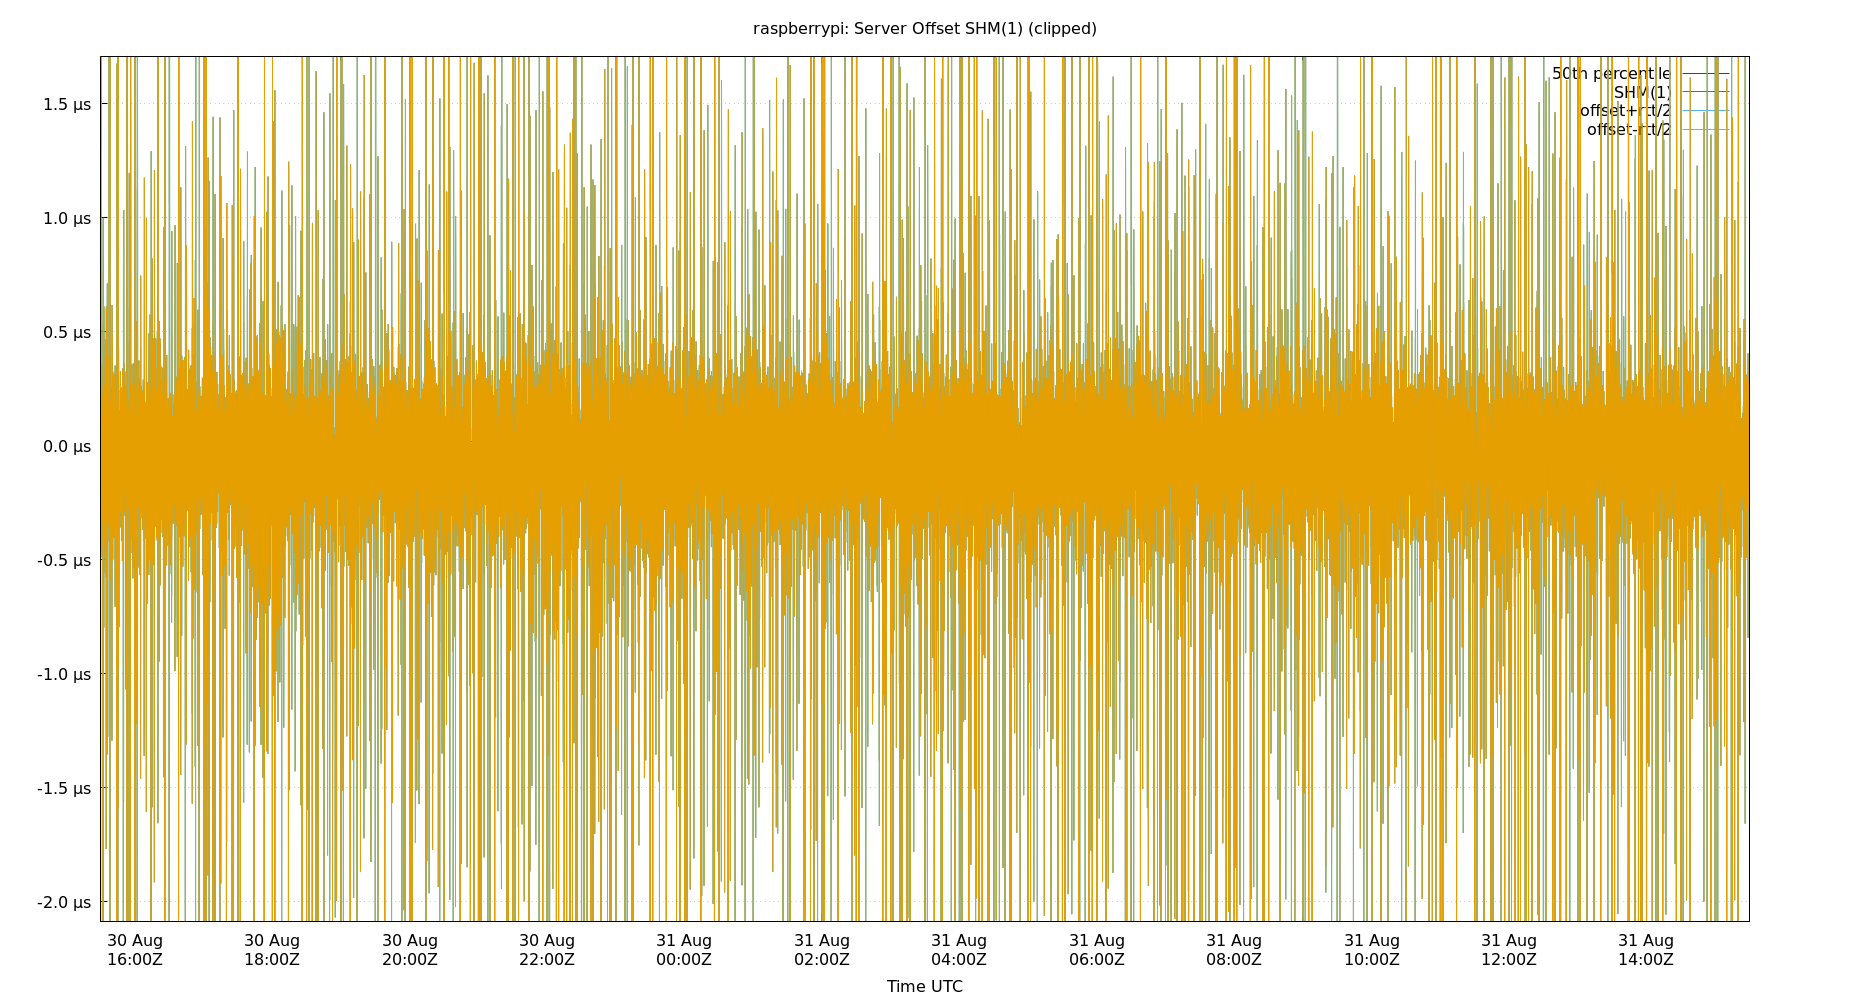 raspberrypi: Server Offset SHM(1) (clipped)
50th percentile
SHM(1)
offset+rtt/2
offset-rtt/2
1.5 µs
1.0 µs
0.5 µs
0.0 µs
-0.5 µs
-1.0 µs
-1.5 µs
-2.0 µs
30 Aug 30 Aug 30 Aug 30 Aug 31 Aug 31 Aug 31 Aug 31 Aug 31 Aug 31 Aug 31 Aug 31 Aug
16:00Z 18:00Z 20:00Z 22:00Z 00:00Z 02:00Z 04:00Z 06:00Z 08:00Z 10:00Z 12:00Z 14:00Z
Time UTC